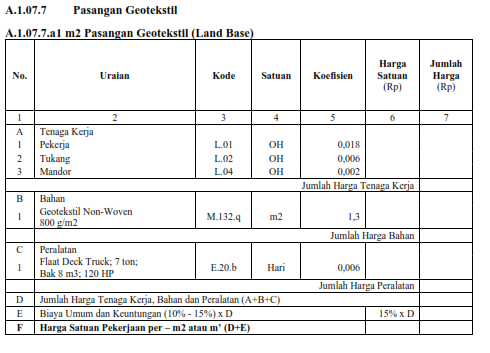 A.1.07.7 Pasangan Geotekstil
A.1.07.7.a1 m2 Pasangan Geotekstil (Land Base)
No. Uraian Kode Satuan Koefisien Harga Satuan (Rp) Jumlah Harga (Rp)
1 2 3 4 5 6 7
A Tenaga Kerja
1 Pekerja L.01 OH 0,018
2 Tukang L.02 OH 0,006
3 Mandor L.04 OH 0,002
Jumlah Harga Tenaga Kerja
B Bahan
1 Geotekstil Non-Woven 800 g/m2 M.132.q m2 1,3
Jumlah Harga Bahan
C Peralatan
1 Flaat Deck Truck; 7 ton; Bak 8 m3; 120 HP E.20.b Hari 0,006
Jumlah Harga Peralatan
D Jumlah Harga Tenaga Kerja, Bahan dan Peralatan (A+B+C)
E Biaya Umum dan Keuntungan (10% - 15%) x D 15% x D
F Harga Satuan Pekerjaan per – m2 atau m' (D+E)